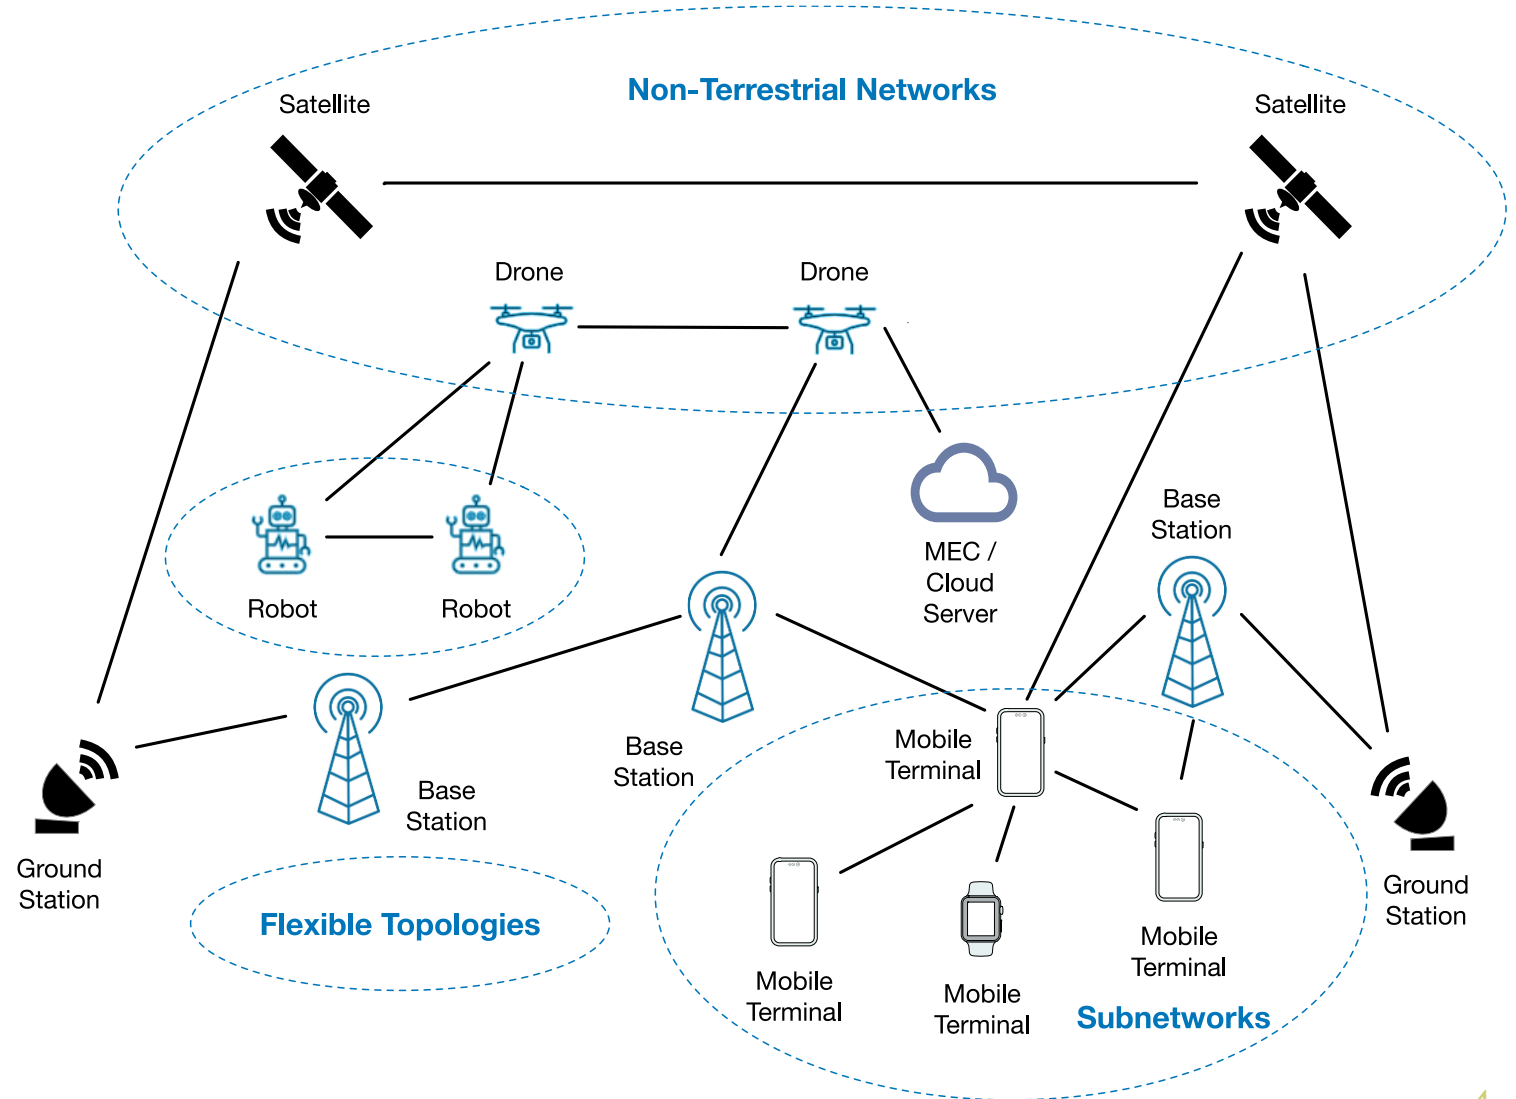 Non-Terrestrial Networks
Satellite
Satellite
Drone
Drone
Robot
Robot
MEC /
Cloud
Server
Base
Station
Base
Station
Base
Station
Mobile
Terminal
Ground
Station
Ground
Station
Flexible Topologies
Mobile
Terminal
Mobile
Terminal
Mobile
Terminal
Subnetworks